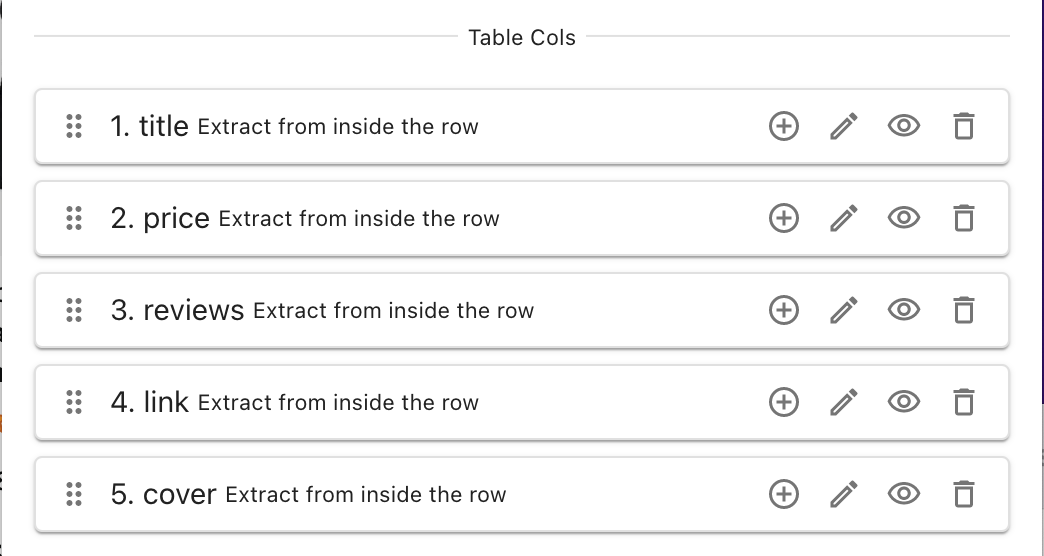 Table Cols
1. title Extract from inside the row
2. price Extract from inside the row
3. reviews Extract from inside the row
4. link Extract from inside the row
5. cover Extract from inside the row